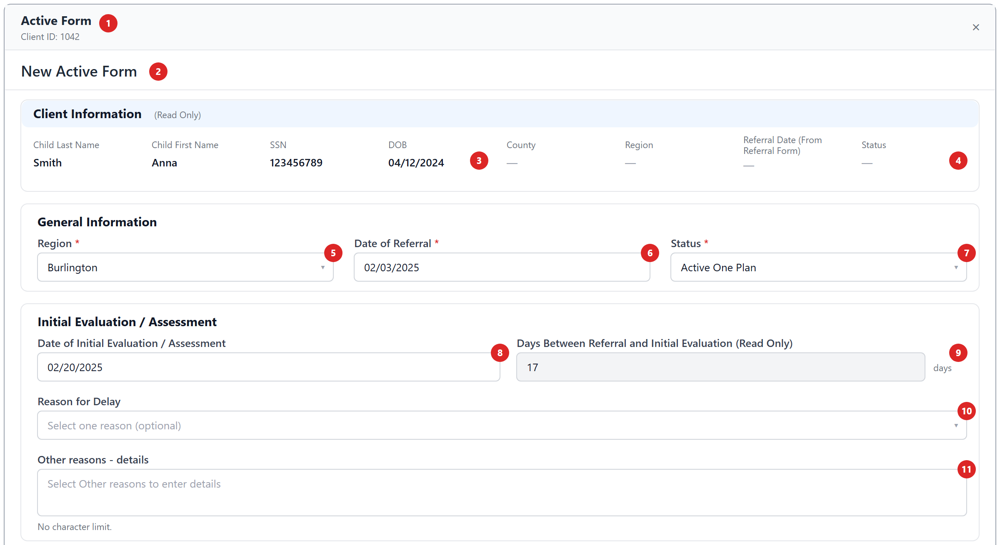 Active Form 1
Client ID: 1042
×
New Active Form 2
Client Information (Read Only)
Child Last Name Child First Name SSN DOB County Region Referral Date (From Referral Form) Status
Smith Anna 123456789 04/12/2024 3 — — — — 4
General Information
Region * Date of Referral * Status *
5 6 7
Burlington 02/03/2025 Active One Plan
Initial Evaluation / Assessment
Date of Initial Evaluation / Assessment Days Between Referral and Initial Evaluation (Read Only)
8 9
02/20/2025 17 days
Reason for Delay
10
Select one reason (optional)
Other reasons - details
11
Select Other reasons to enter details
No character limit.